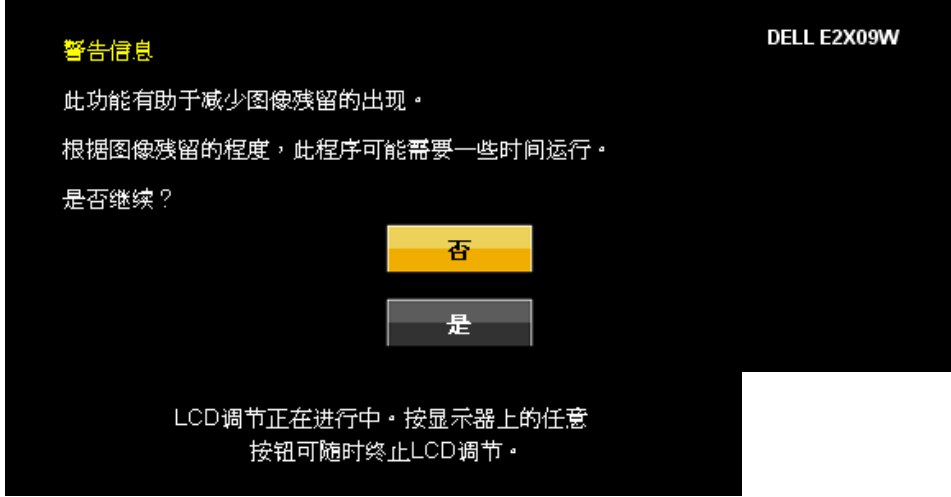 DELL E2X09W
警告信息
此功能有助于减少图像残留的出现。
根据图像残留的程度，此程序可能需要一些时间运行。
是否继续？
否
是
LCD调节正在进行中。按显示器上的任意
按钮可随时终止LCD调节。